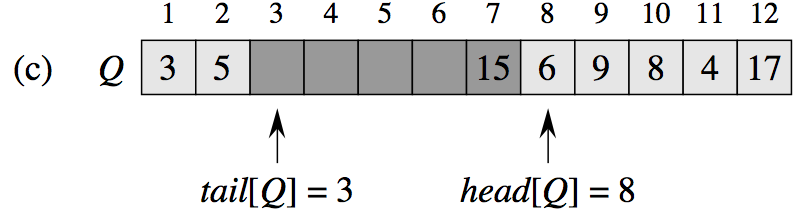 1 2 3 4 5 6 7 8 9 10 11 12
(c) Q 3 5 15 6 9 8 4 17
tail[Q] = 3 head[Q] = 8